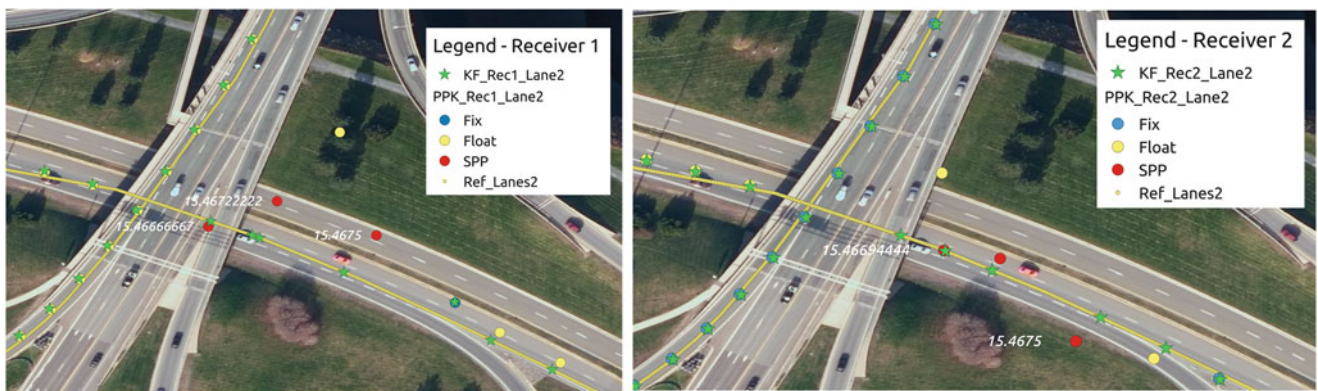 Legend - Receiver 1
KF_Rec1_Lane2
PPK_Rec1_Lane2
Fix
Float
SPP
Ref_Lanes2
15.46722222
15.46666667
15.4675
Legend - Receiver 2
KF_Rec2_Lane2
PPK_Rec2_Lane2
Fix
Float
SPP
Ref_Lanes2
15.46694444
15.4675